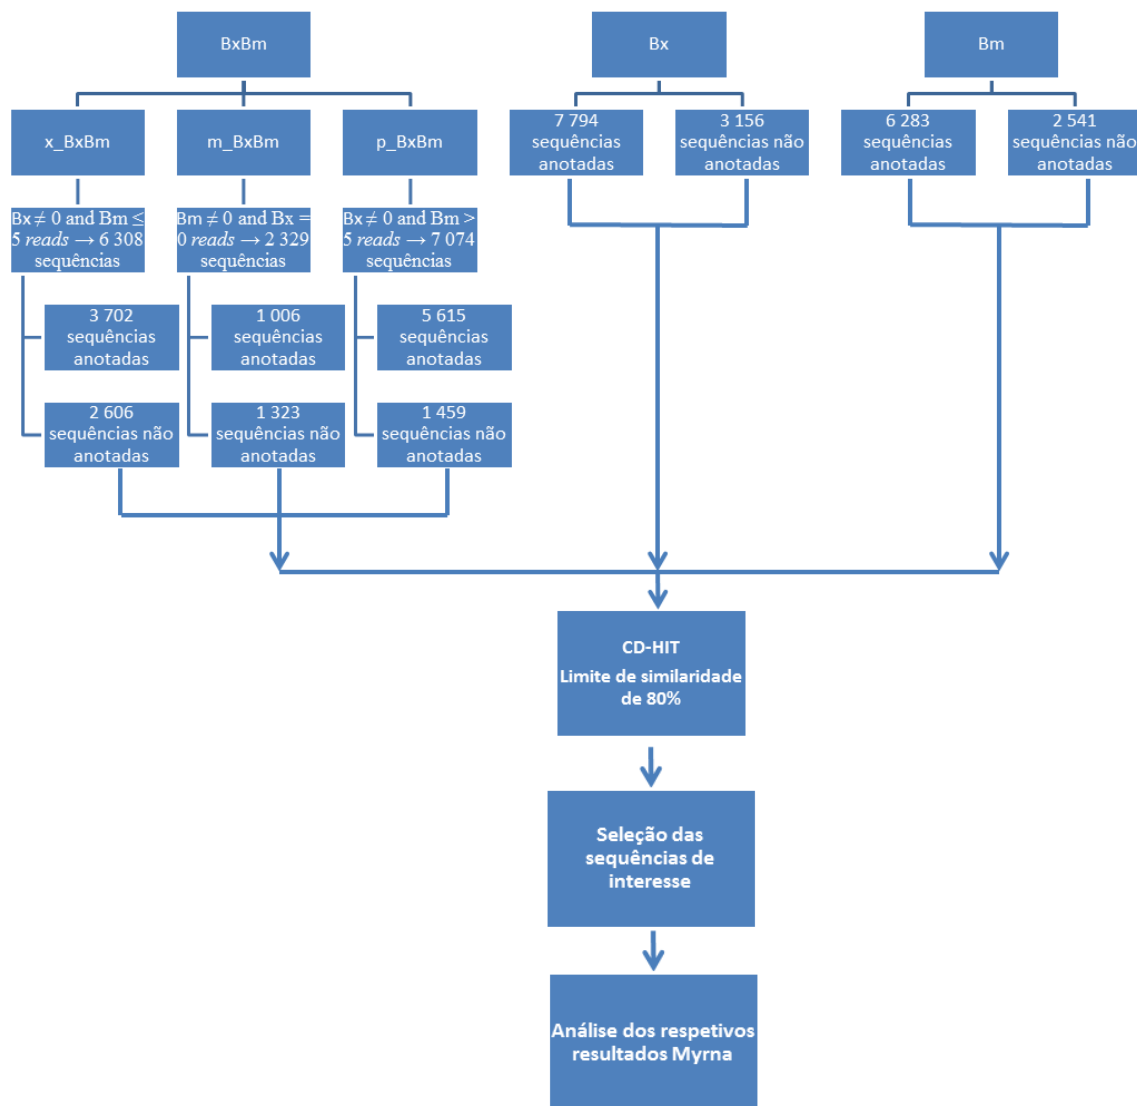 BxBm
Bx
Bm
x_BxBm
m_BxBm
p_BxBm
7 794
sequências
anotadas
3 156
sequências não
anotadas
6 283
sequências
anotadas
2 541
sequências não
anotadas
Bx ≠ 0 and Bm ≤
5 reads → 6 308
sequências
Bm ≠ 0 and Bx =
0 reads → 2 329
sequências
Bx ≠ 0 and Bm >
5 reads → 7 074
sequências
3 702
sequências
anotadas
1 006
sequências
anotadas
5 615
sequências
anotadas
2 606
sequências não
anotadas
1 323
sequências não
anotadas
1 459
sequências não
anotadas
CD-HIT
Limite de similaridade
de 80%
Seleção das
sequências de
interesse
Análise dos respetivos
resultados Myrna